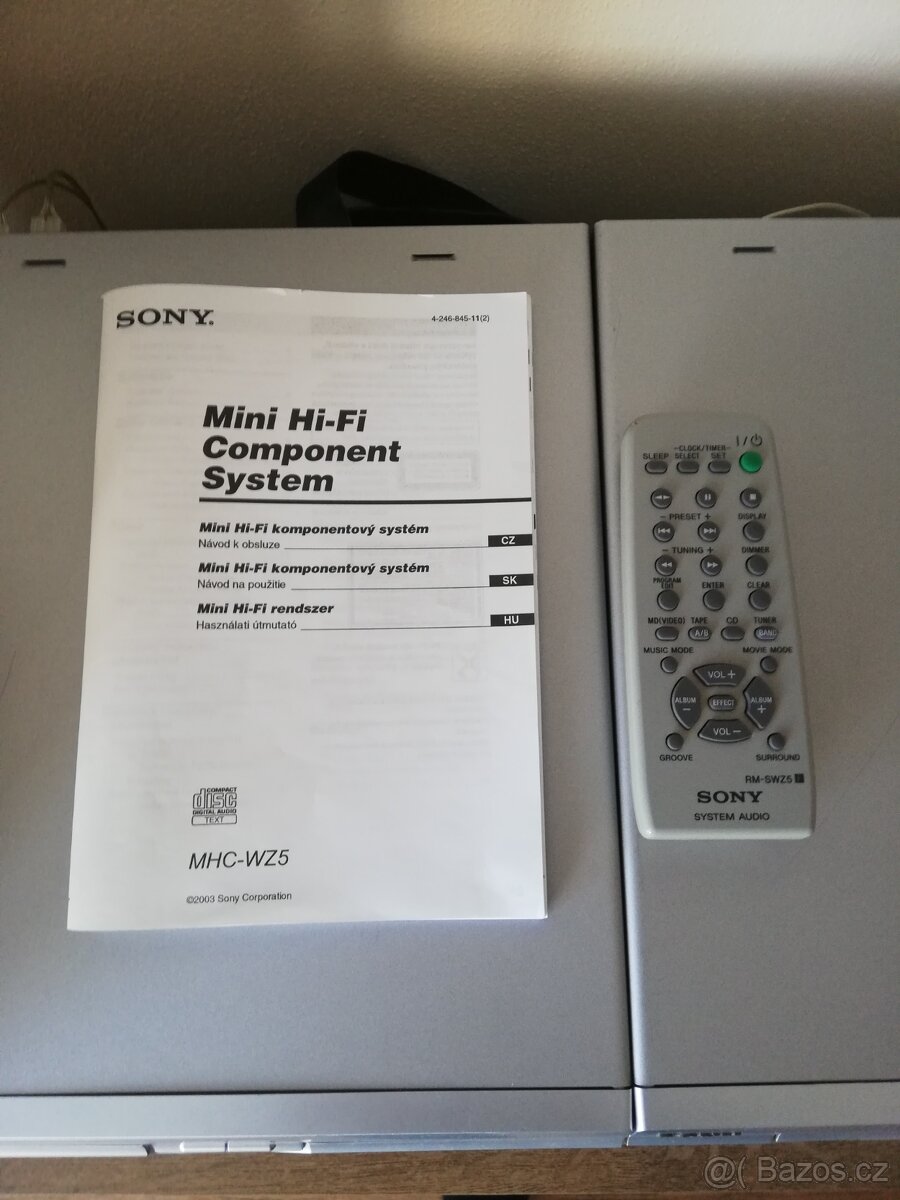 SONY.
4-246-845-11(2)
Mini Hi-Fi
Component
System
Mini Hi-Fi komponentový systém
Návod k obsluze
CZ
Mini Hi-Fi komponentový systém
Návod na použitie
SK
Mini Hi-Fi rendszer
Használati útmutató
HU
COMPACT
disc
DIGITAL AUDIO
TEXT
MHC-WZ5
©2003 Sony Corporation
I/⏻
–CLOCK/TIMER–
SLEEP SELECT SET
– PRESET + DISPLAY
– TUNING + DIMMER
PROGRAM
EDIT ENTER CLEAR
MD(VIDEO) TAPE CD TUNER
A/B BAND
MUSIC MODE MOVIE MODE
VOL +
ALBUM
– EFFECT ALBUM
+
VOL –
GROOVE SURROUND
RM-SWZ5
SONY
SYSTEM AUDIO
@( Bazos.cz